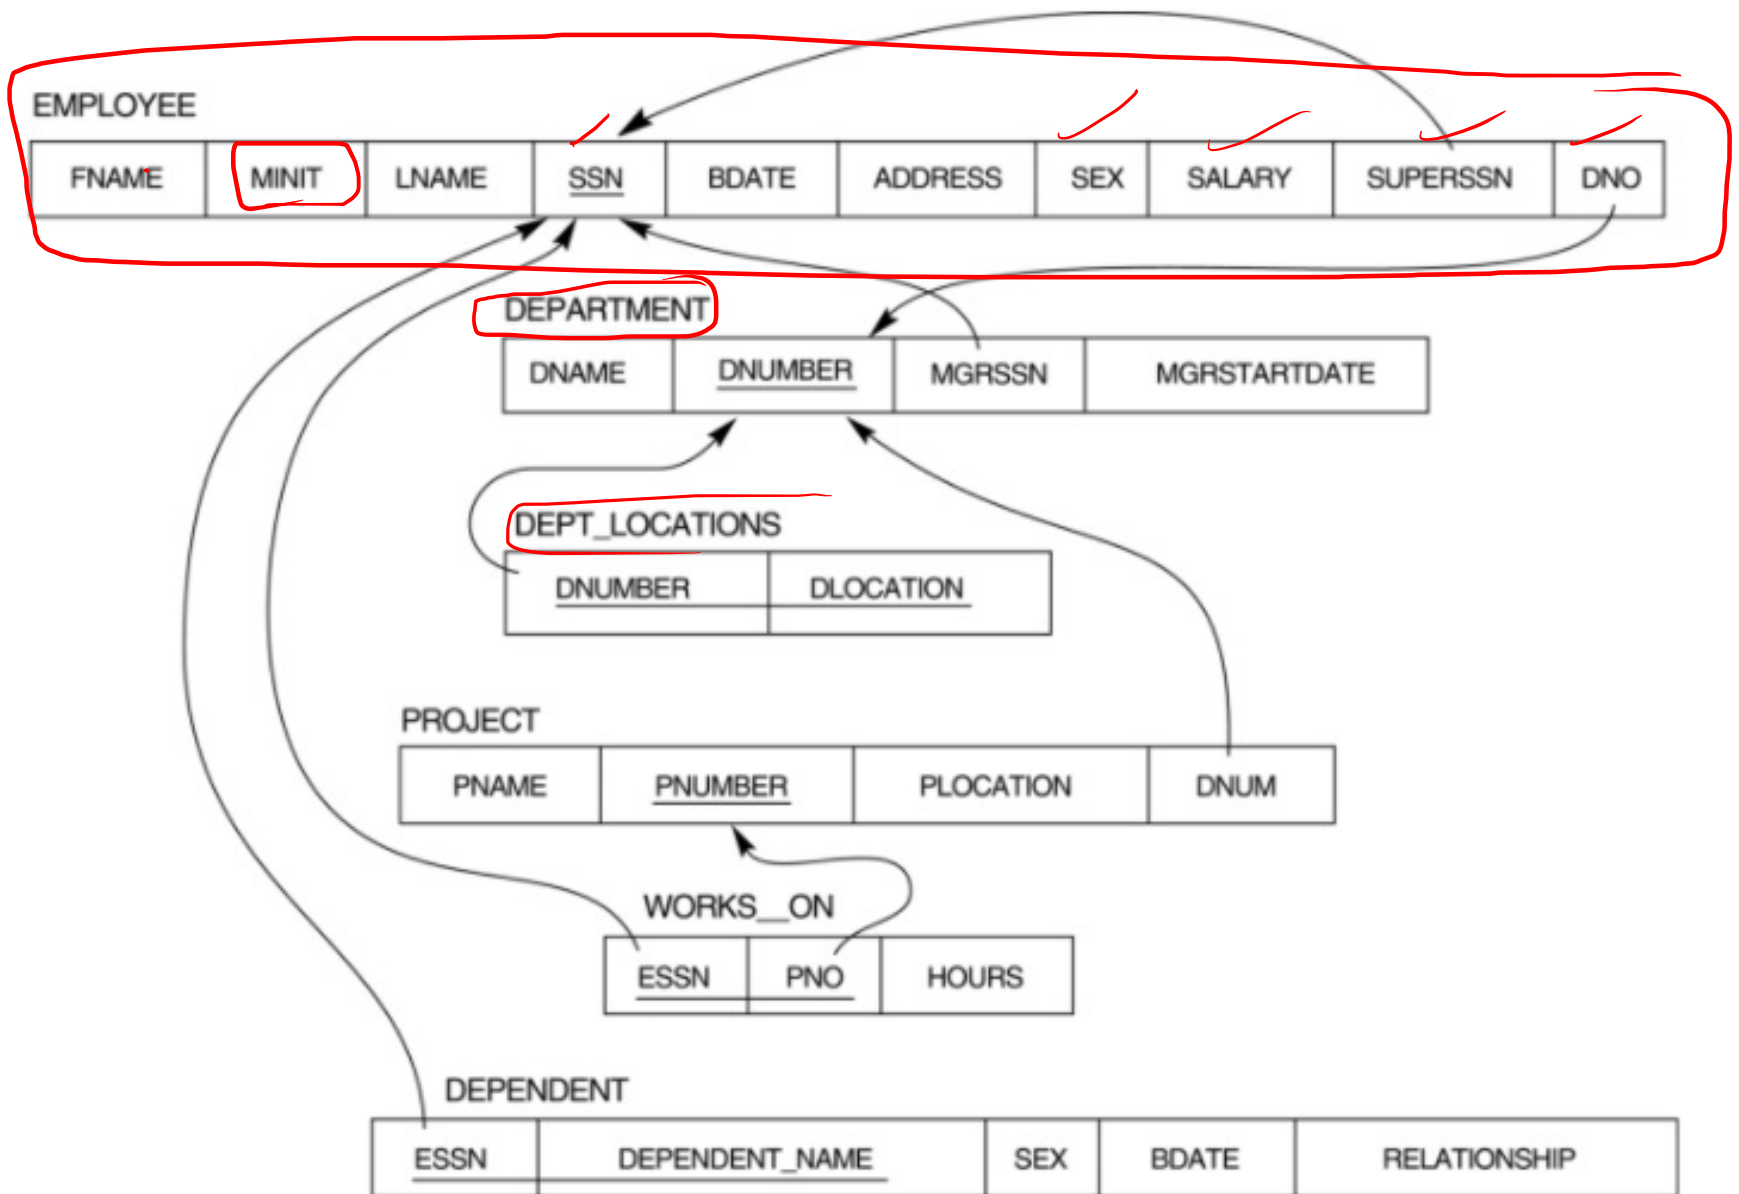 EMPLOYEE
FNAME MINIT LNAME SSN BDATE ADDRESS SEX SALARY SUPERSSN DNO
DEPARTMENT
DNAME DNUMBER MGRSSN MGRSTARTDATE
DEPT_LOCATIONS
DNUMBER DLOCATION
PROJECT
PNAME PNUMBER PLOCATION DNUM
WORKS__ON
ESSN PNO HOURS
DEPENDENT
ESSN DEPENDENT_NAME SEX BDATE RELATIONSHIP